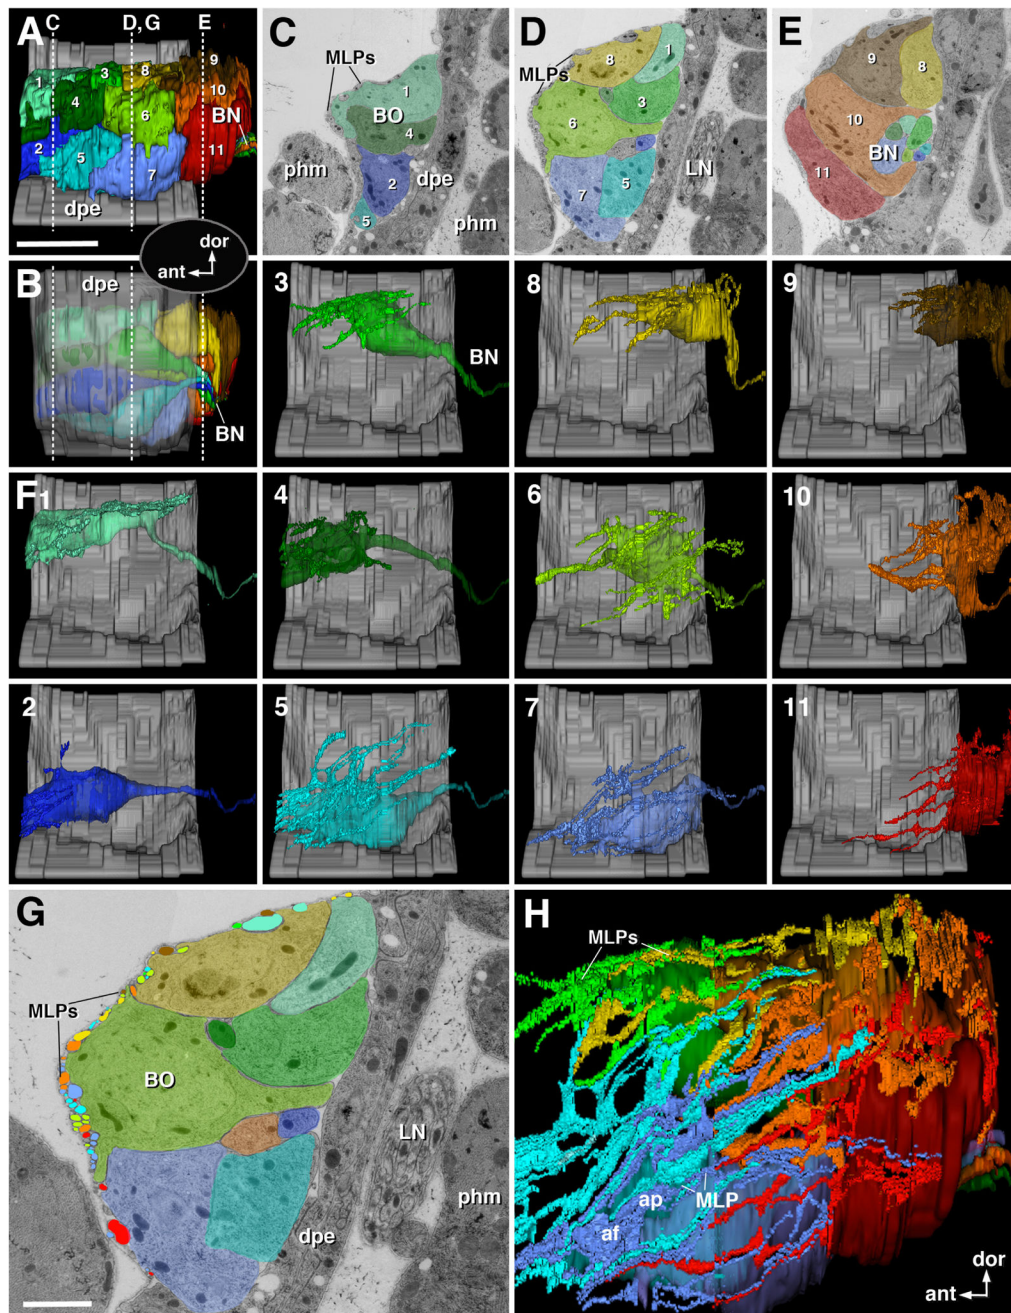 A
C
D, G
E
1
3
8
9
4
6
10
BN
2
5
7
11
dpe
dor
ant
B
dpe
BN
C
MLPs
1
BO
4
phm
2
dpe
5
phm
D
MLPs
8
1
3
6
LN
7
5
E
9
8
10
BN
11
3
BN
8
9
F1
4
6
10
2
5
7
11
G
MLPs
BO
LN
phm
dpe
H
MLPs
MLP
ap
af
dor
ant